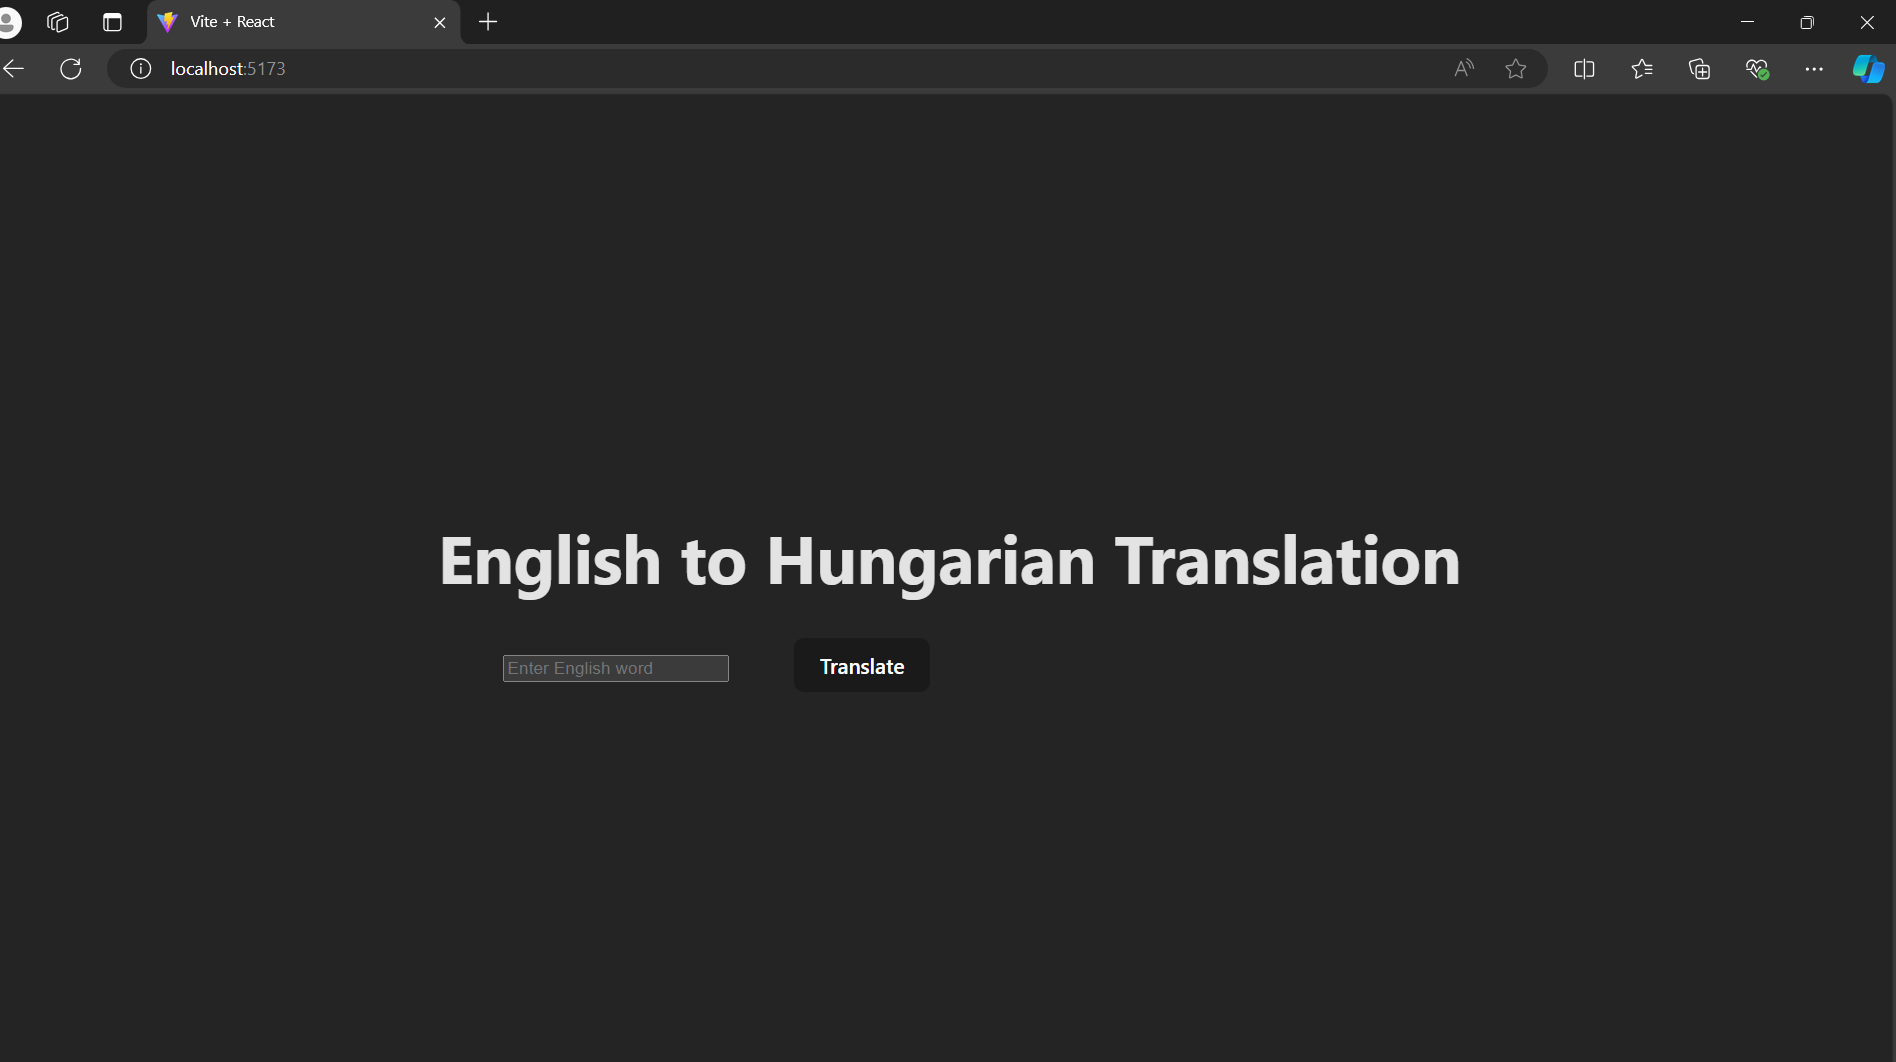 Vite + React
localhost:5173
English to Hungarian Translation
Enter English word
Translate